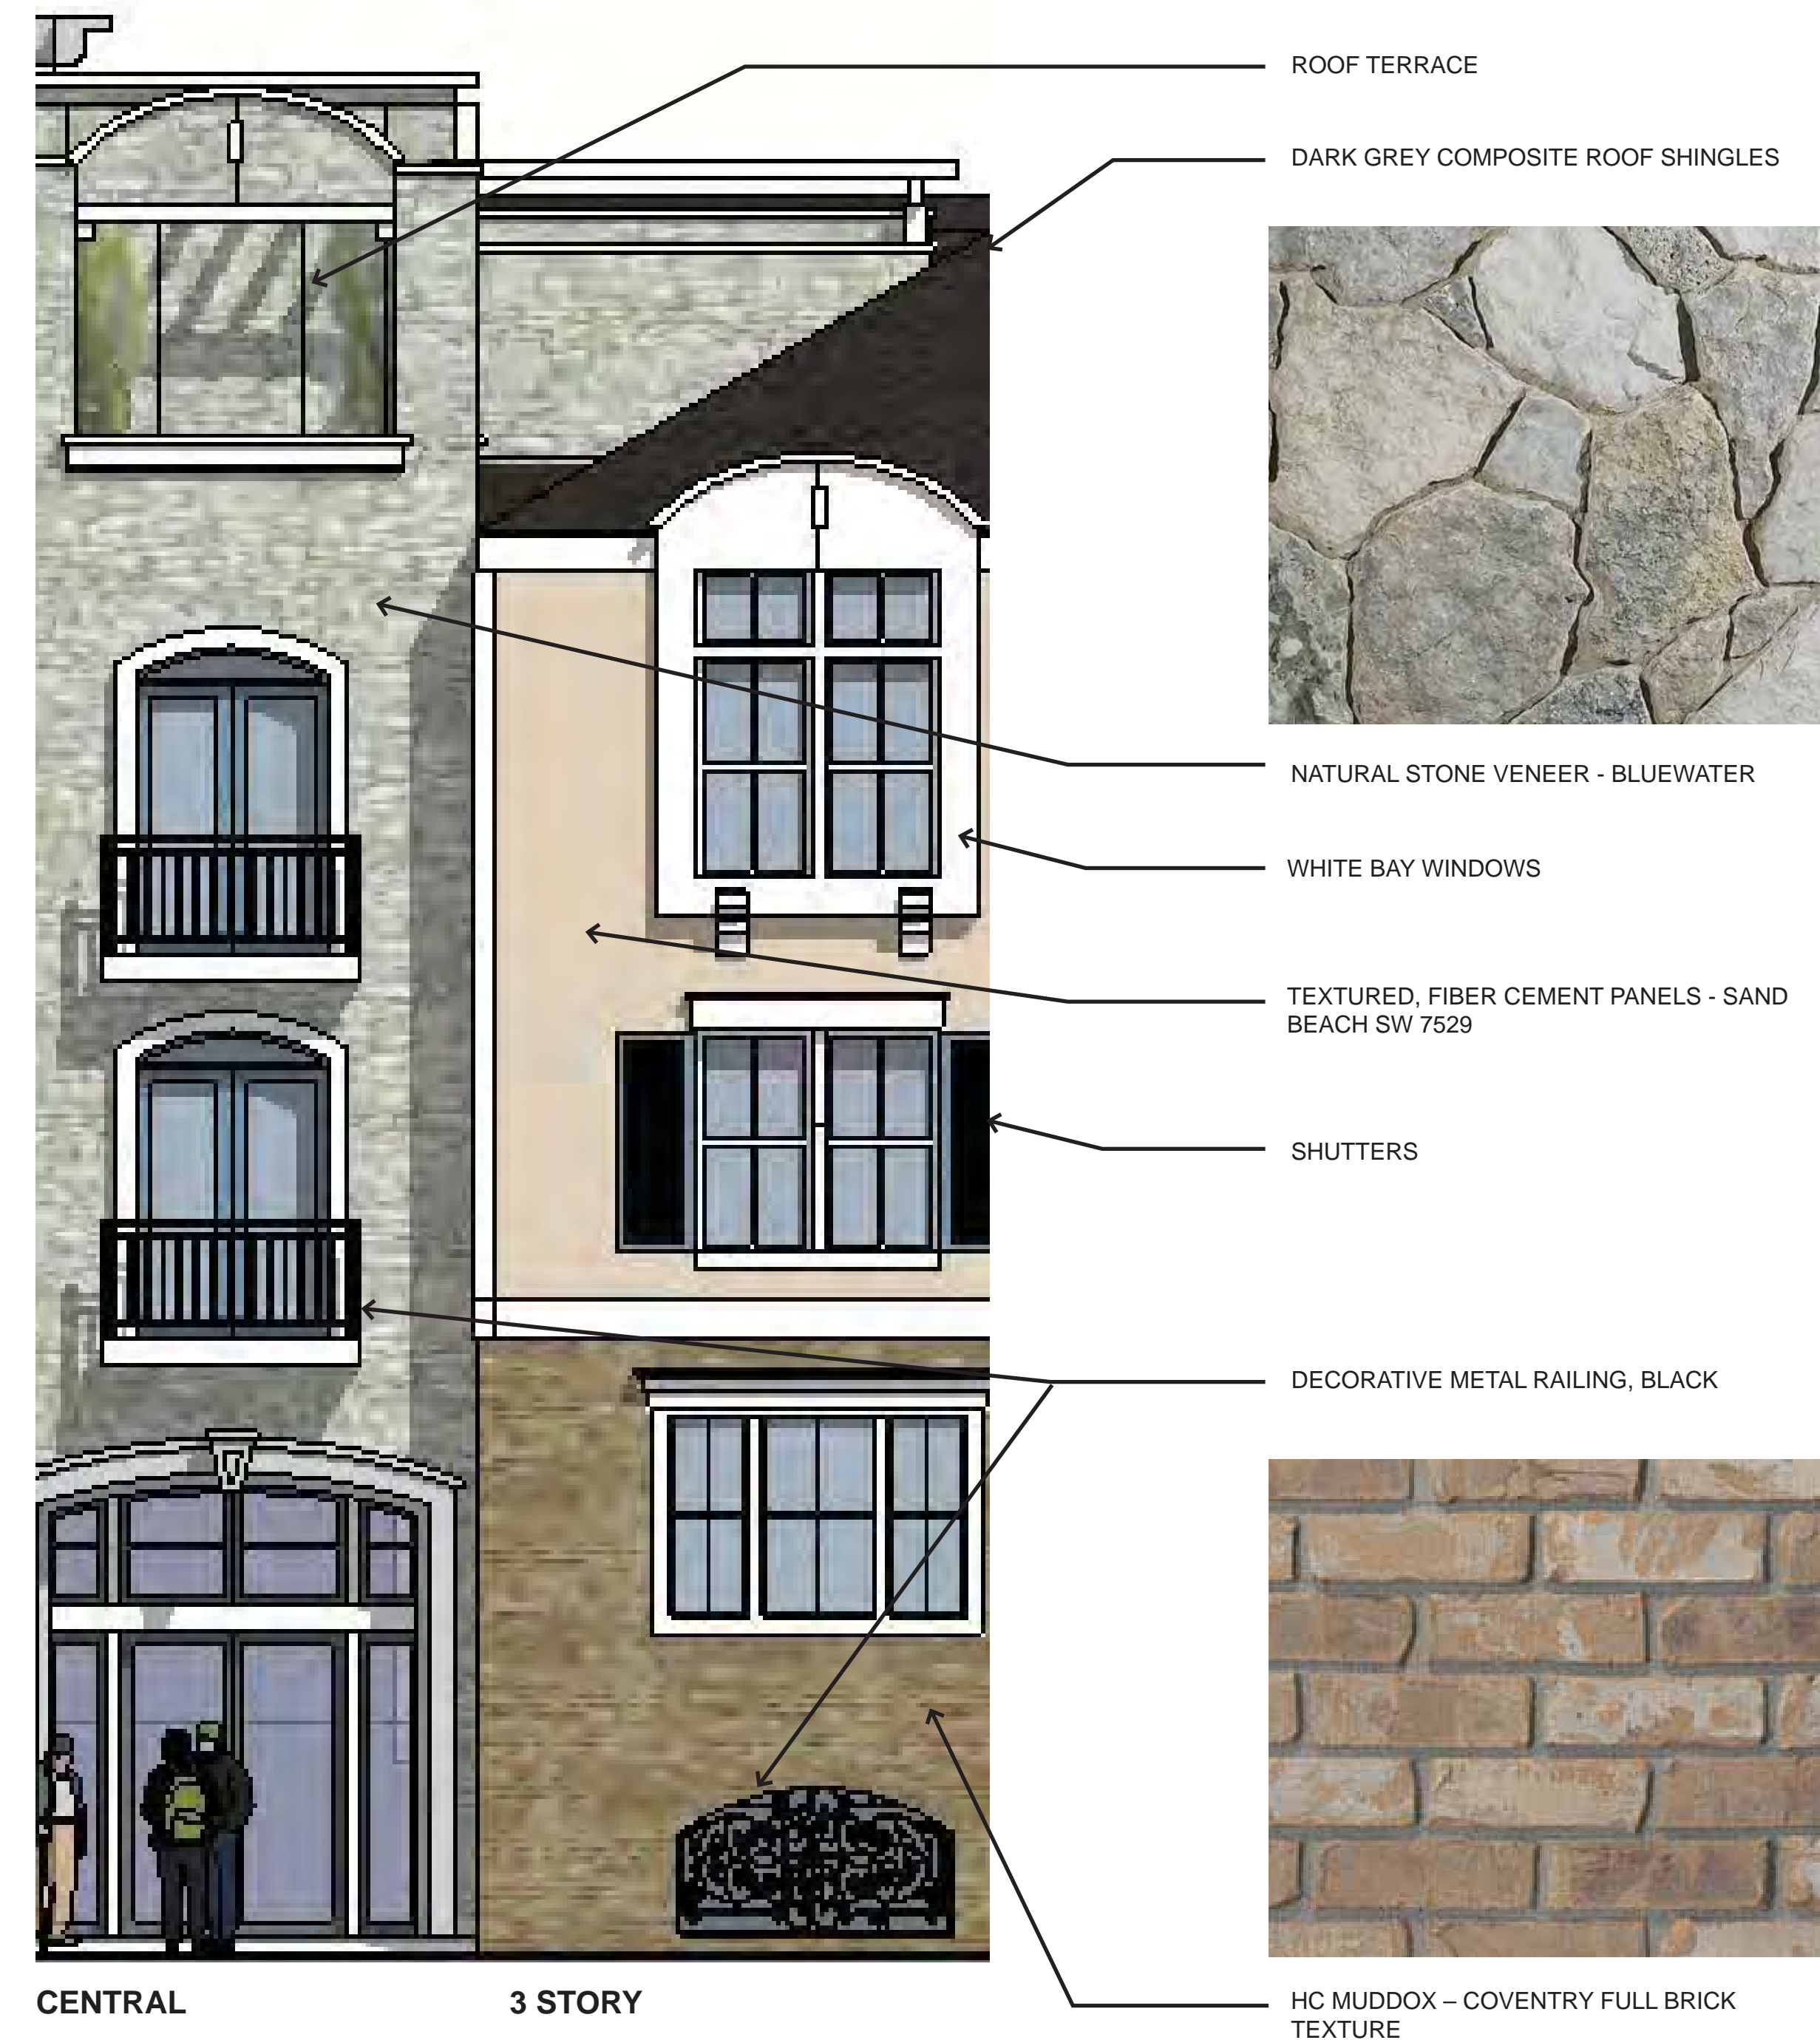 ROOF TERRACE
DARK GREY COMPOSITE ROOF SHINGLES
NATURAL STONE VENEER - BLUEWATER
WHITE BAY WINDOWS
TEXTURED, FIBER CEMENT PANELS - SAND
BEACH SW 7529
SHUTTERS
DECORATIVE METAL RAILING, BLACK
HC MUDDOX – COVENTRY FULL BRICK
TEXTURE
CENTRAL
3 STORY